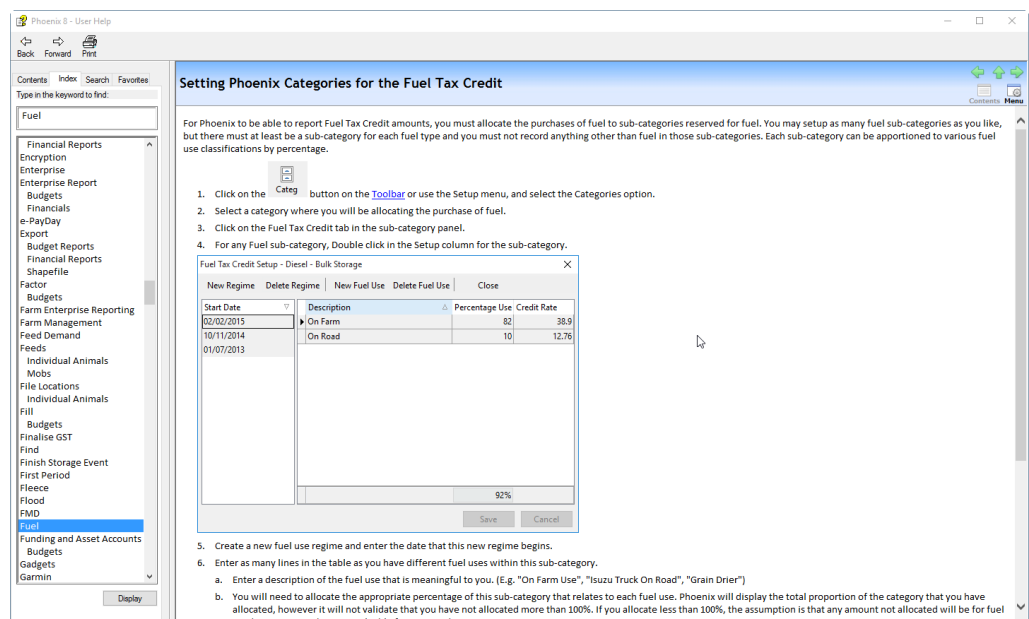 Phoenix 8 - User Help
Back Forward Print
Contents Index Search Favorites
Type in the keyword to find:
Fuel
Financial Reports
Encryption
Enterprise
Enterprise Report
Budgets
Financials
e-PayDay
Export
Budget Reports
Financial Reports
Shapefile
Factor
Budgets
Farm Enterprise Reporting
Farm Management
Feed Demand
Feeds
Individual Animals
Mobs
File Locations
Individual Animals
Fill
Budgets
Finalise GST
Find
Finish Storage Event
First Period
Fleece
Flood
FMD
Fuel
Funding and Asset Accounts
Budgets
Gadgets
Garmin
Display
Setting Phoenix Categories for the Fuel Tax Credit
Contents Menu
For Phoenix to be able to report Fuel Tax Credit amounts, you must allocate the purchases of fuel to sub-categories reserved for fuel. You may setup as many fuel sub-categories as you like,
but there must at least be a sub-category for each fuel type and you must not record anything other than fuel in those sub-categories. Each sub-category can be apportioned to various fuel
use classifications by percentage.
1. Click on the Categ button on the Toolbar or use the Setup menu, and select the Categories option.
2. Select a category where you will be allocating the purchase of fuel.
3. Click on the Fuel Tax Credit tab in the sub-category panel.
4. For any Fuel sub-category, Double click in the Setup column for the sub-category.
Fuel Tax Credit Setup - Diesel - Bulk Storage
New Regime Delete Regime New Fuel Use Delete Fuel Use Close
Start Date Description Percentage Use Credit Rate
02/02/2015 On Farm 82 38.9
10/11/2014 On Road 10 12.76
01/07/2013
92%
Save Cancel
5. Create a new fuel use regime and enter the date that this new regime begins.
6. Enter as many lines in the table as you have different fuel uses within this sub-category.
a. Enter a description of the fuel use that is meaningful to you. (E.g. "On Farm Use", "Isuzu Truck On Road", "Grain Drier")
b. You will need to allocate the appropriate percentage of this sub-category that relates to each fuel use. Phoenix will display the total proportion of the category that you have
allocated, however it will not validate that you have not allocated more than 100%. If you allocate less than 100%, the assumption is that any amount not allocated will be for fuel